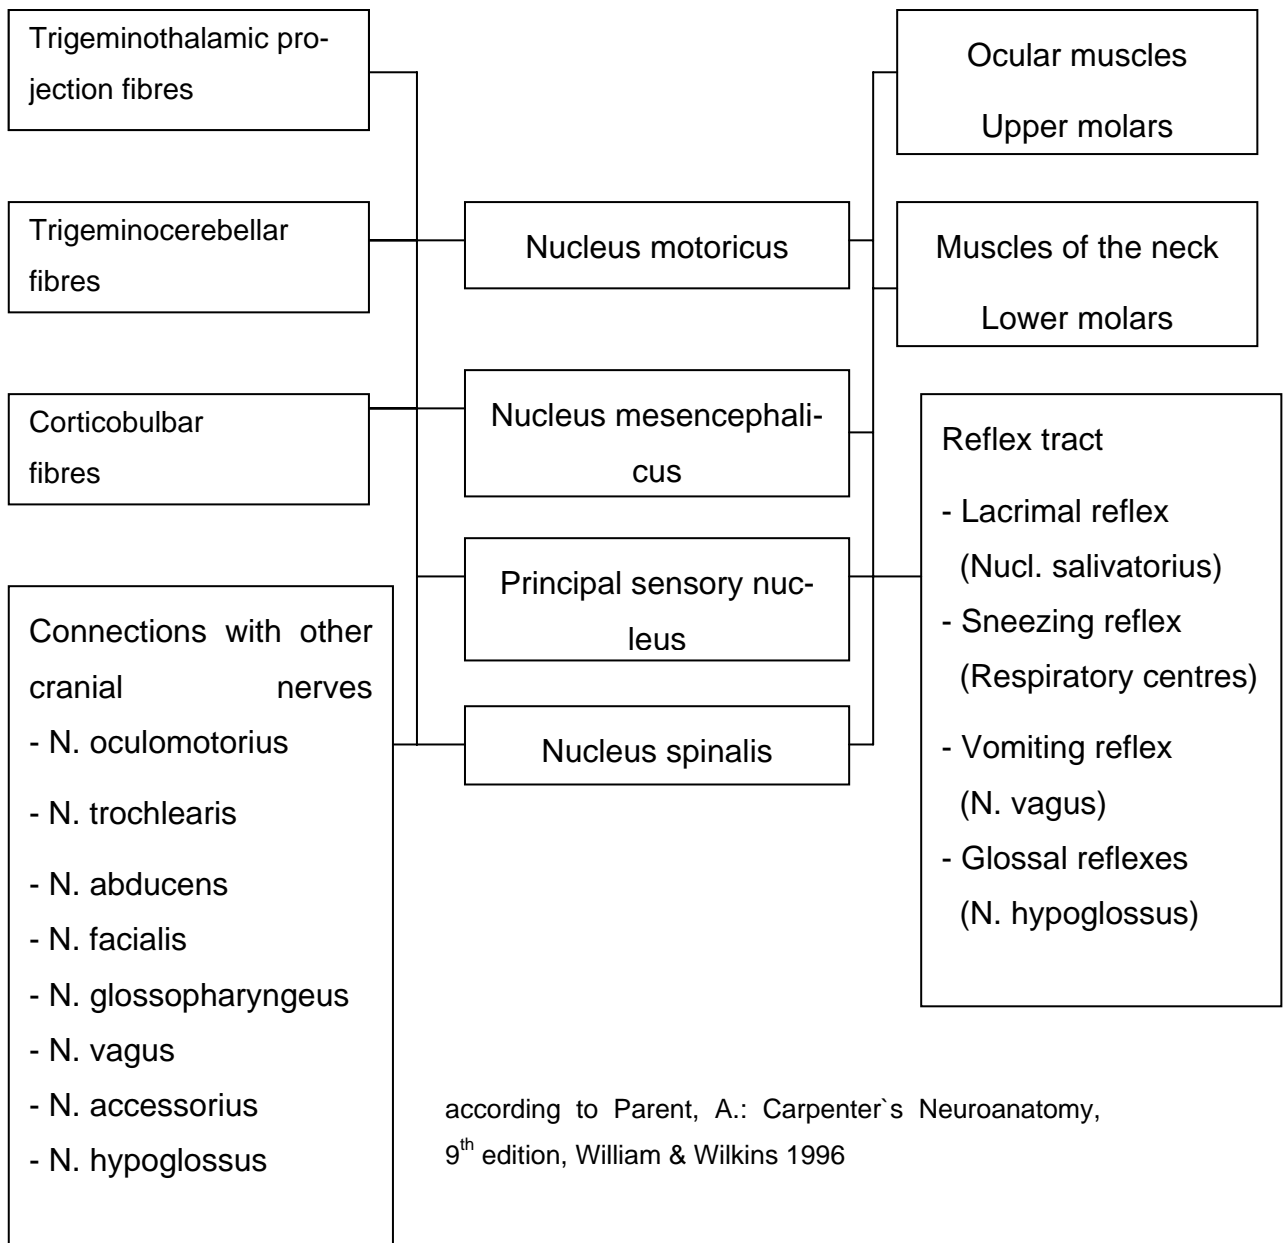 Trigeminothalamic pro-
jection fibres
Trigeminocerebellar
fibres
Corticobulbar
fibres
Connections with other
cranial nerves
- N. oculomotorius
- N. trochlearis
- N. abducens
- N. facialis
- N. glossopharyngeus
- N. vagus
- N. accessorius
- N. hypoglossus
Nucleus motoricus
Nucleus mesencephali-
cus
Principal sensory nuc-
leus
Nucleus spinalis
Ocular muscles
Upper molars
Muscles of the neck
Lower molars
Reflex tract
- Lacrimal reflex
(Nucl. salivatorius)
- Sneezing reflex
(Respiratory centres)
- Vomiting reflex
(N. vagus)
- Glossal reflexes
(N. hypoglossus)
according to Parent, A.: Carpenter`s Neuroanatomy,
9th edition, William & Wilkins 1996